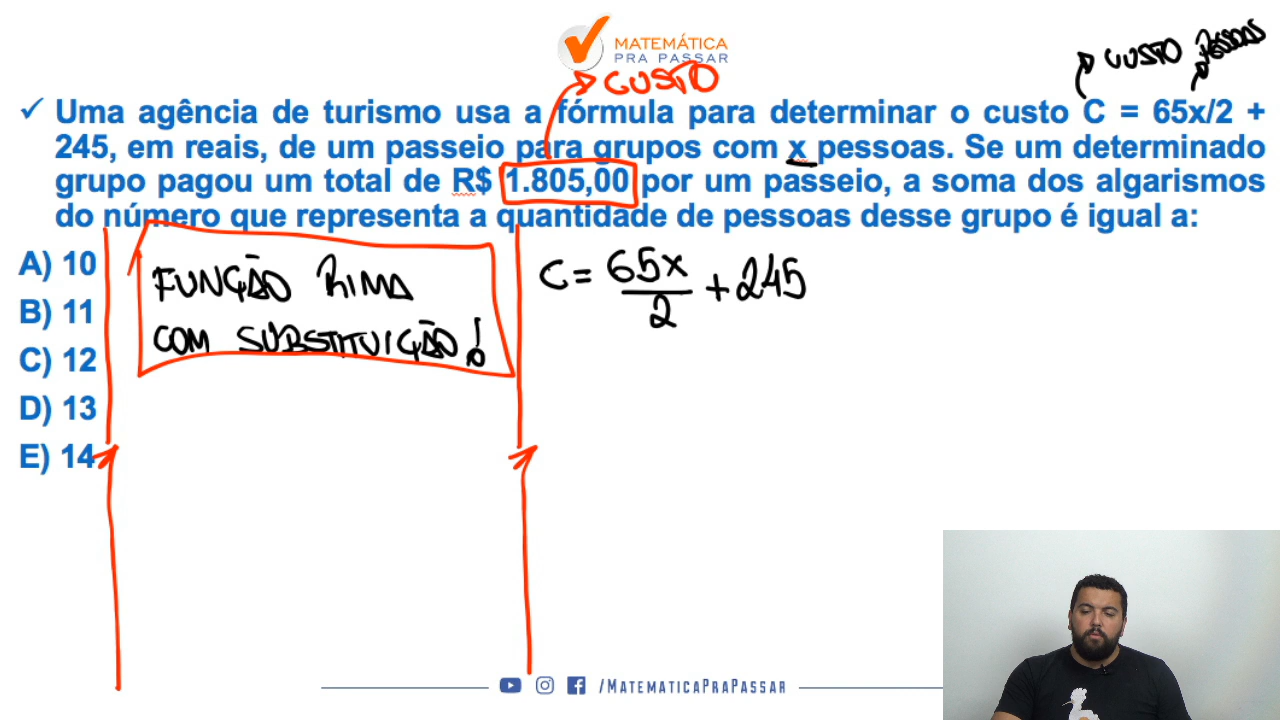 MATEMÁTICA
PRA PASSAR
CUSTO
CUSTO PESSOAS
✓ Uma agência de turismo usa a fórmula para determinar o custo C = 65x/2 +
245, em reais, de um passeio para grupos com x pessoas. Se um determinado
grupo pagou um total de R$ 1.805,00 por um passeio, a soma dos algarismos
do número que representa a quantidade de pessoas desse grupo é igual a:
A) 10
B) 11
C) 12
D) 13
E) 14
FUNÇÃO RIMA
COM SUBSTITUIÇÃO!
C = 65x/2 + 245
/MATEMATICAPRAPASSAR